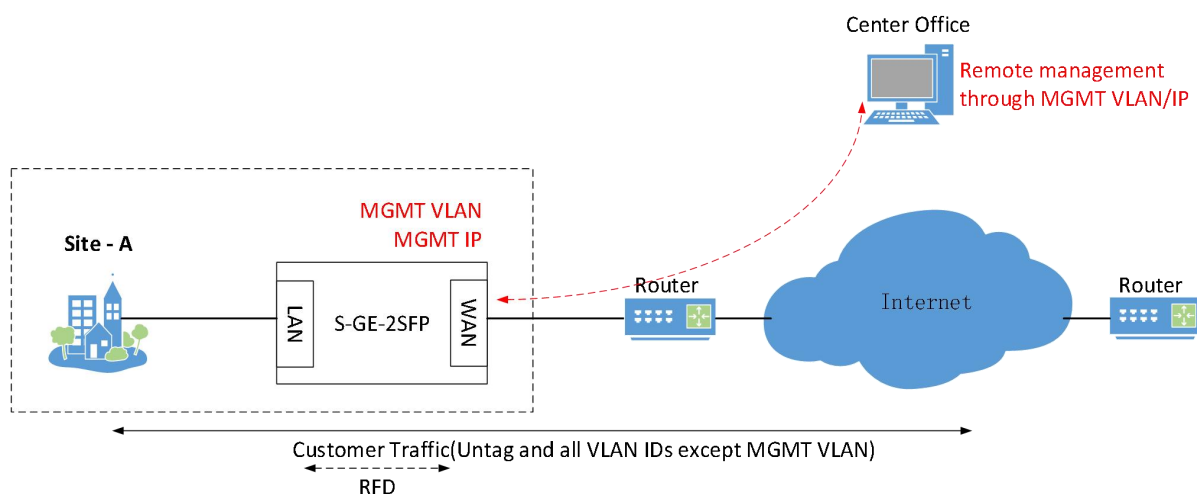 Center Office
Remote management
through MGMT VLAN/IP
MGMT VLAN
MGMT IP
Site - A
LAN
S-GE-2SFP
WAN
Router
Internet
Router
Customer Traffic(Untag and all VLAN IDs except MGMT VLAN)
RFD